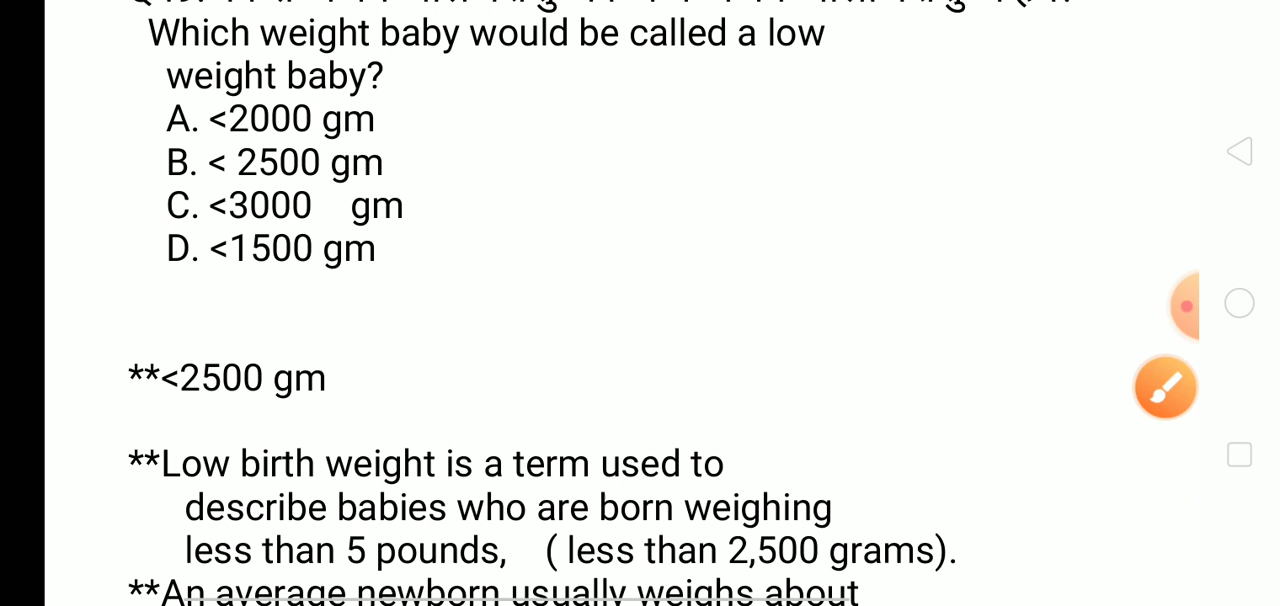 Which weight baby would be called a low
weight baby?
A. <2000 gm
B. < 2500 gm
C. <3000 gm
D. <1500 gm
**<2500 gm
**Low birth weight is a term used to
describe babies who are born weighing
less than 5 pounds, ( less than 2,500 grams).
**An average newborn usually weighs about